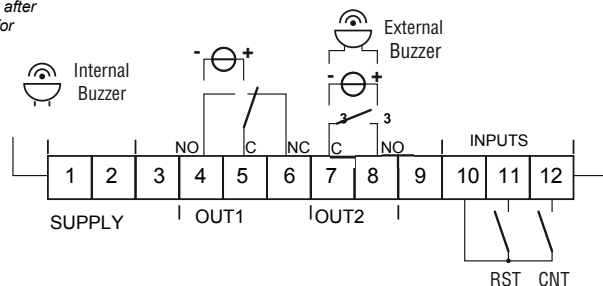 after
for
Internal
Buzzer
External
Buzzer
- +
- +
3 3
NO C NC C NO INPUTS
1 2 3 4 5 6 7 8 9 10 11 12
SUPPLY OUT1 OUT2
RST CNT